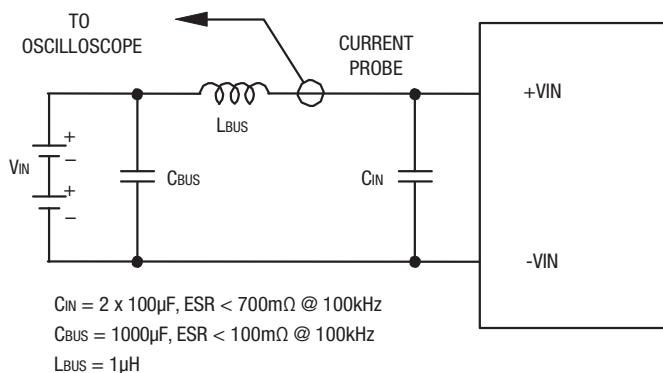 TO
OSCILLOSCOPE
CURRENT
PROBE
+VIN
LBUS
VIN
+
−
+
−
CBUS
CIN
-VIN
CIN = 2 x 100µF, ESR < 700mΩ @ 100kHz
CBUS = 1000µF, ESR < 100mΩ @ 100kHz
LBUS = 1µH